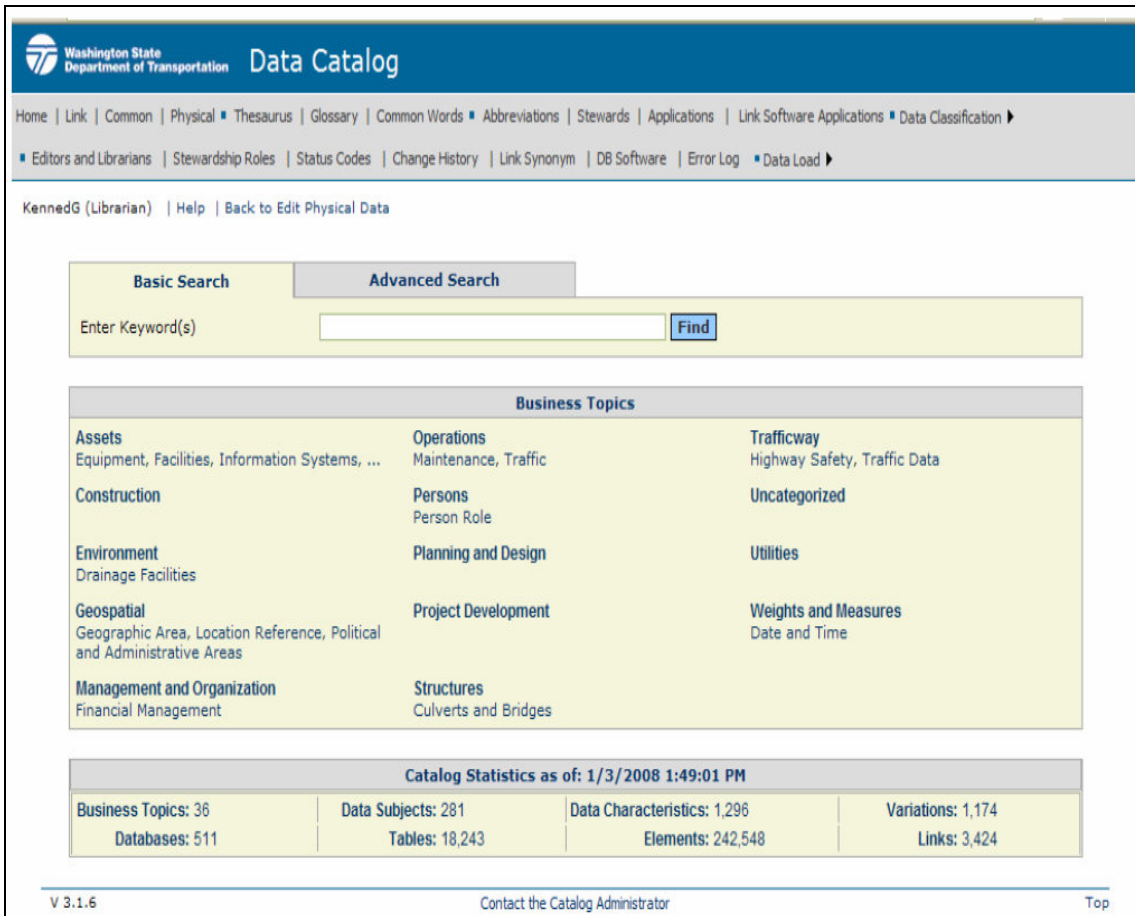 Washington State
Department of Transportation Data Catalog
Home | Link | Common | Physical ▪ Thesaurus | Glossary | Common Words ▪ Abbreviations | Stewards | Applications | Link Software Applications ▪ Data Classification ▶
▪ Editors and Librarians | Stewardship Roles | Status Codes | Change History | Link Synonym | DB Software | Error Log ▪ Data Load ▶
KennedG (Librarian) | Help | Back to Edit Physical Data
Basic Search Advanced Search
Enter Keyword(s) Find
Business Topics
Assets
Equipment, Facilities, Information Systems, ...
Operations
Maintenance, Traffic
Trafficway
Highway Safety, Traffic Data
Construction
Persons
Person Role
Uncategorized
Environment
Drainage Facilities
Planning and Design
Utilities
Geospatial
Geographic Area, Location Reference, Political
and Administrative Areas
Project Development
Weights and Measures
Date and Time
Management and Organization
Financial Management
Structures
Culverts and Bridges
Catalog Statistics as of: 1/3/2008 1:49:01 PM
Business Topics: 36 Data Subjects: 281 Data Characteristics: 1,296 Variations: 1,174
Databases: 511 Tables: 18,243 Elements: 242,548 Links: 3,424
V 3.1.6 Contact the Catalog Administrator Top